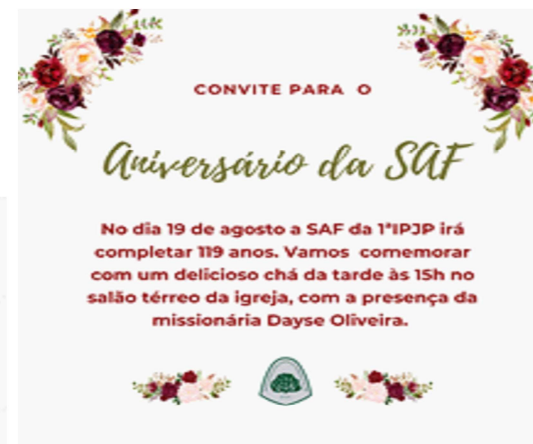 CONVITE PARA O
Aniversário da SAF
No dia 19 de agosto a SAF da 1ªIPJP irá
completar 119 anos. Vamos comemorar
com um delicioso chá da tarde às 15h no
salão térreo da igreja, com a presença da
missionária Dayse Oliveira.